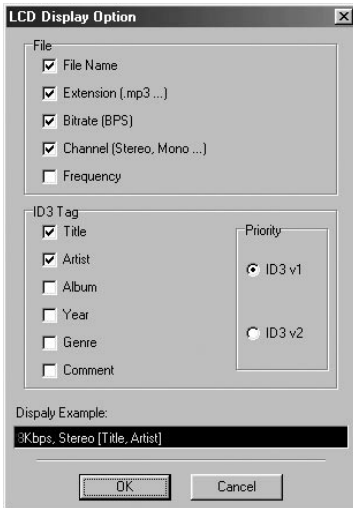 LCD Display Option
File
File Name
Extension (.mp3 ...)
Bitrate (BPS)
Channel (Stereo, Mono ...)
Frequency
ID3 Tag
Title
Artist
Album
Year
Genre
Comment
Priority
ID3 v1
ID3 v2
Dispaly Example:
8Kbps, Stereo [Title, Artist]
OK
Cancel